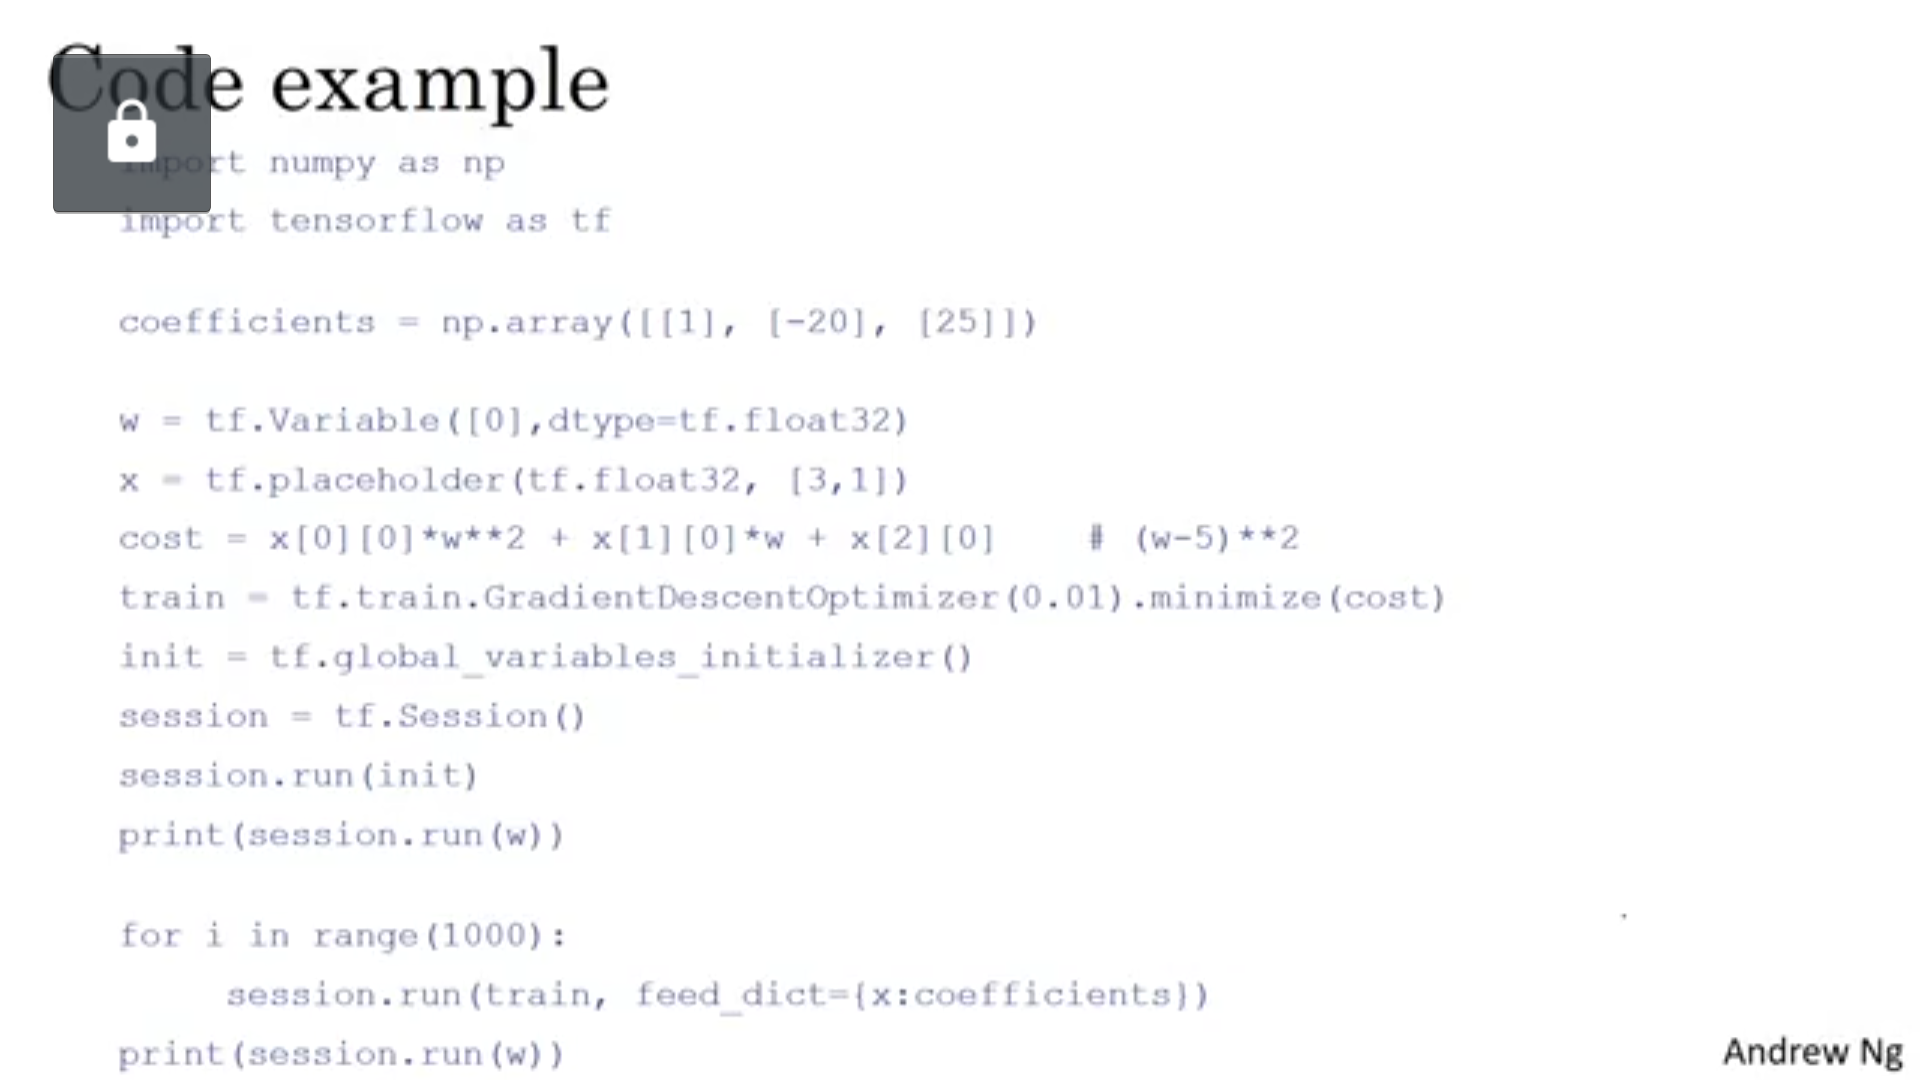 Code example
import numpy as np
import tensorflow as tf
coefficients = np.array([[1], [-20], [25]])
w = tf.Variable([0],dtype=tf.float32)
x = tf.placeholder(tf.float32, [3,1])
cost = x[0][0]*w**2 + x[1][0]*w + x[2][0]    # (w-5)**2
train = tf.train.GradientDescentOptimizer(0.01).minimize(cost)
init = tf.global_variables_initializer()
session = tf.Session()
session.run(init)
print(session.run(w))
for i in range(1000):
session.run(train, feed_dict={x:coefficients})
print(session.run(w))
Andrew Ng